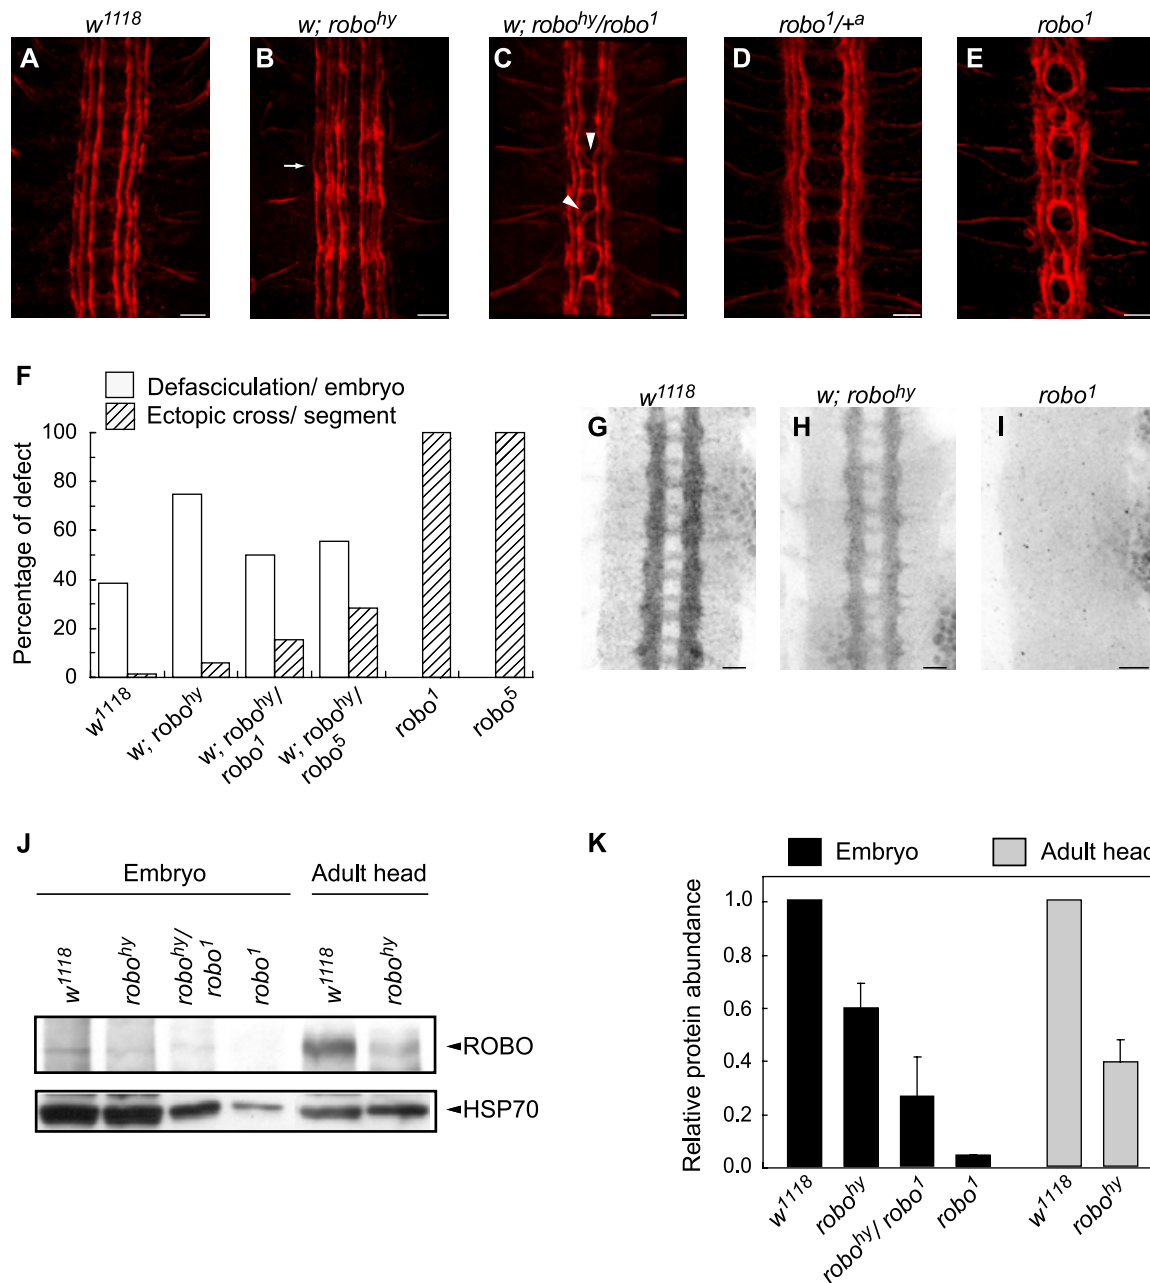 w1118
w; robohy
w; robohy/robo1
robo1/+a
robo1
A
B
C
D
E
F
Defasciculation/ embryo
Ectopic cross/ segment
Percentage of defect
100
80
60
40
20
0
w1118
w; robohy
w; robohy/
robo1
w; robohy/
robo5
robo1
robo5
w1118
w; robohy
robo1
G
H
I
J
Embryo
Adult head
w1118
robohy
robohy/
robo1
robo1
w1118
robohy
ROBO
HSP70
K
Embryo
Adult head
Relative protein abundance
1.0
0.8
0.6
0.4
0.2
0.0
w1118
robohy
robohy/ robo1
robo1
w1118
robohy